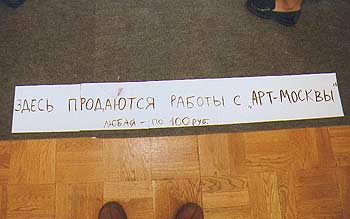 ЗДЕСЬ ПРОДАЮТСЯ РАБОТЫ С „АРТ-МОСКВЫ"
ЛЮБАЯ – ПО 100 РУБ.